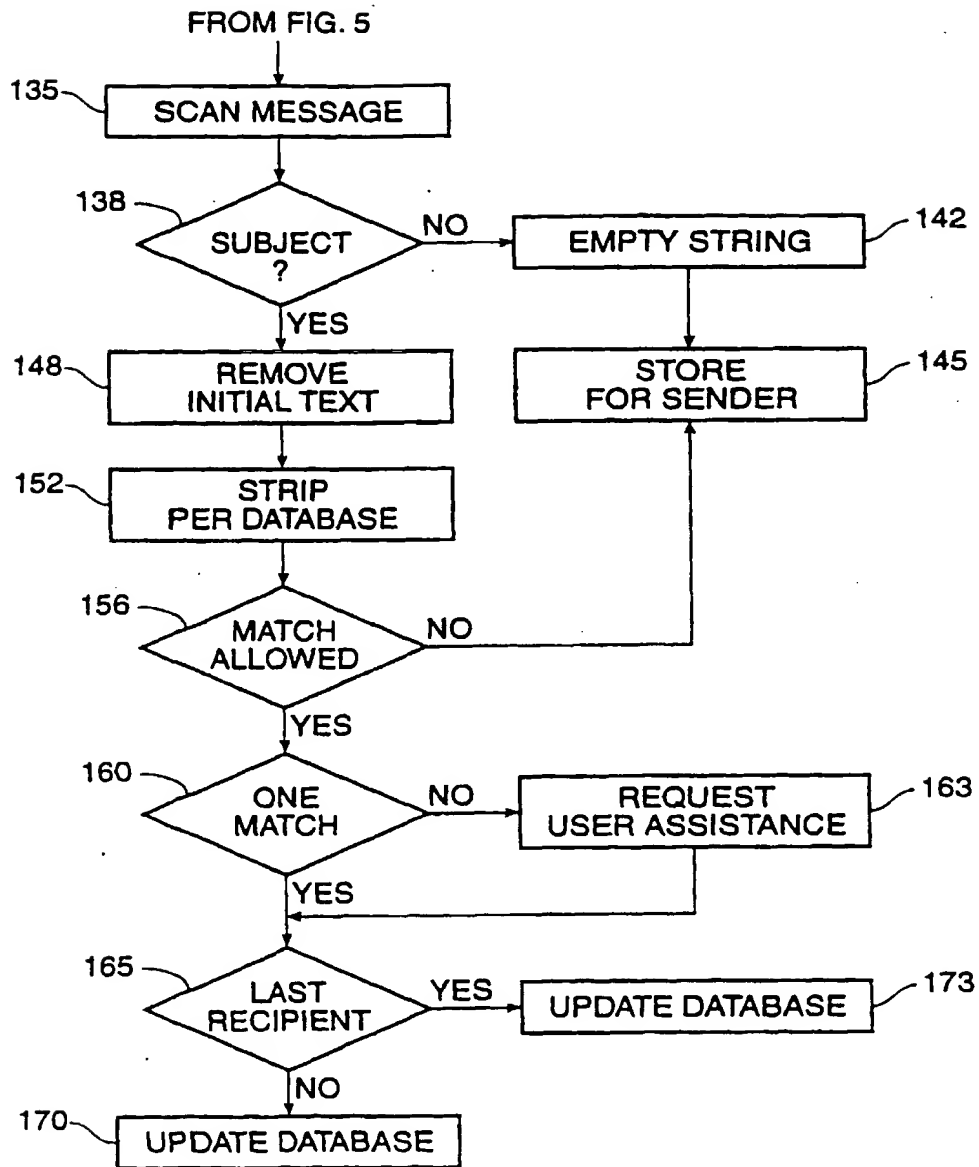 FROM FIG. 5
135
SCAN MESSAGE
138
SUBJECT
?
NO
EMPTY STRING
142
YES
148
REMOVE
INITIAL TEXT
STORE
FOR SENDER
145
152
STRIP
PER DATABASE
156
MATCH
ALLOWED
NO
YES
160
ONE
MATCH
NO
REQUEST
USER ASSISTANCE
163
YES
165
LAST
RECIPIENT
YES
UPDATE DATABASE
173
NO
170
UPDATE DATABASE